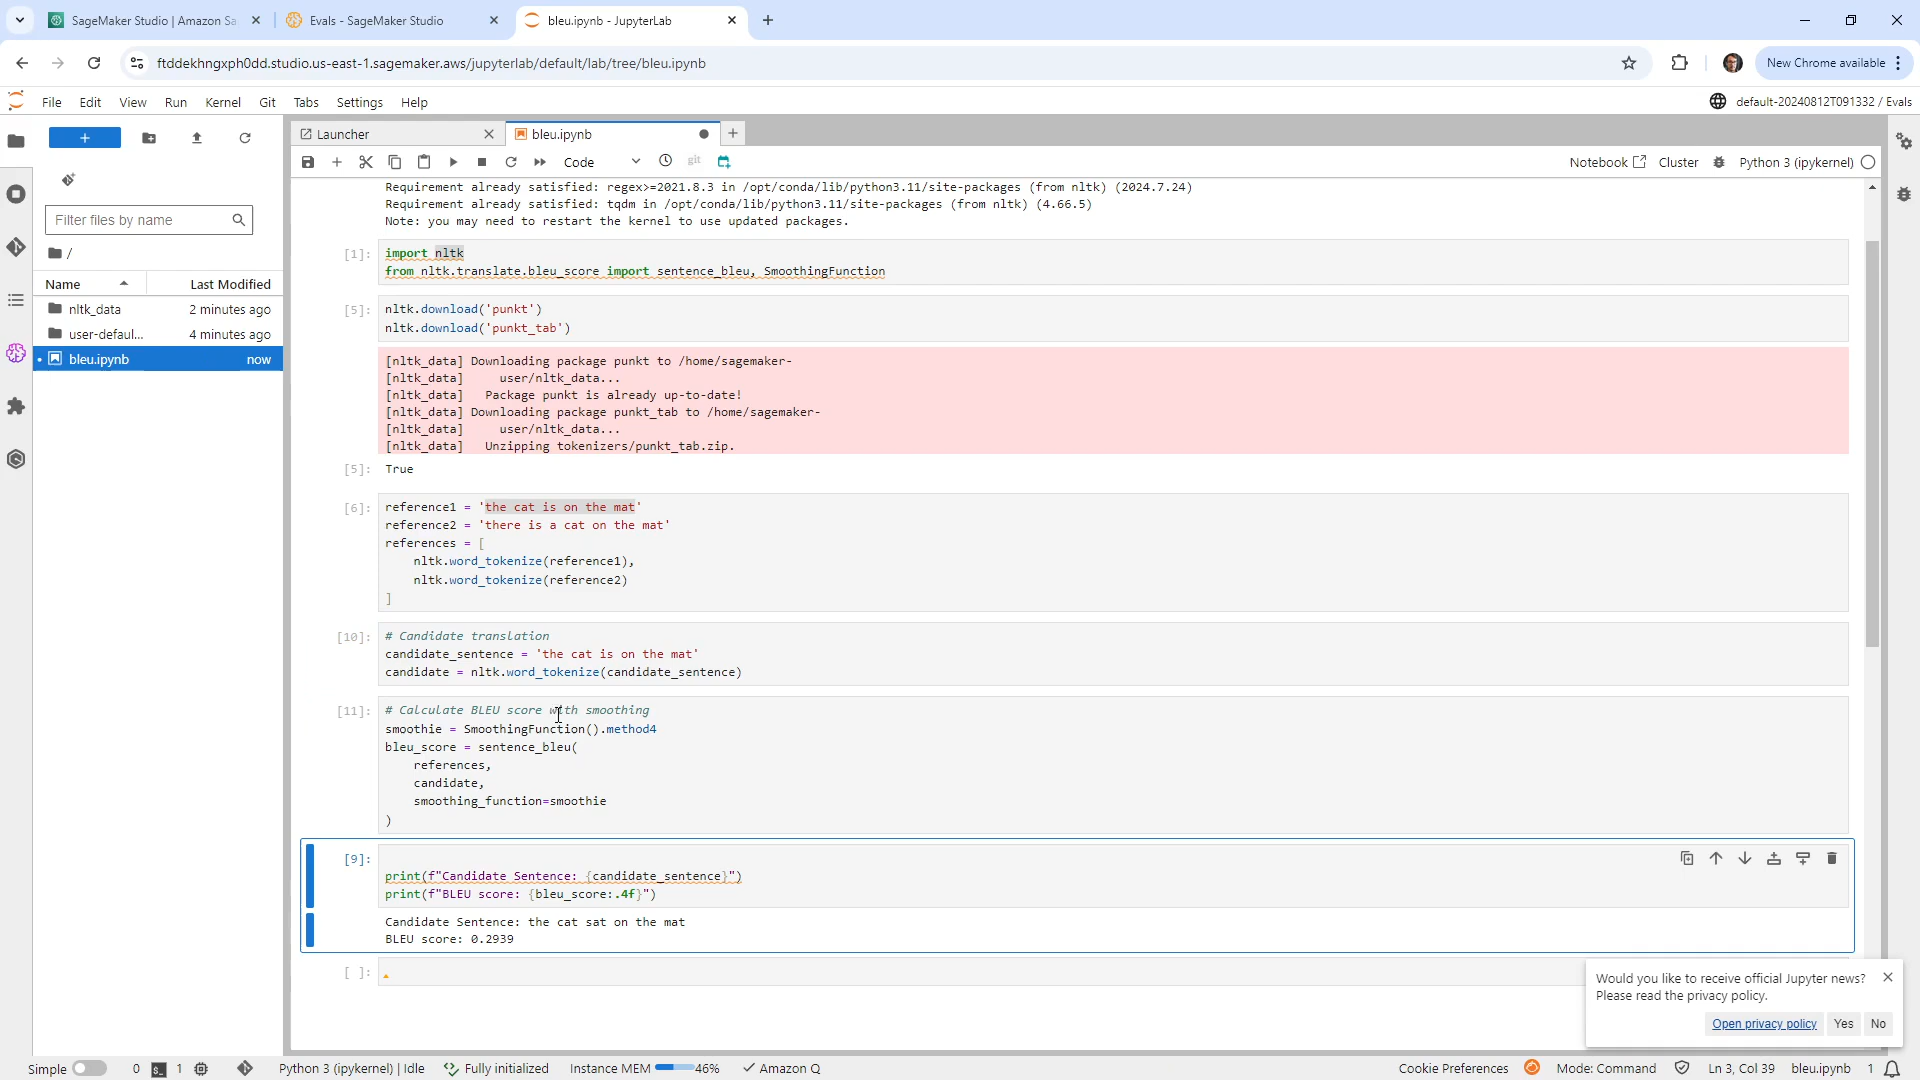 SageMaker Studio | Amazon Sa
Evals - SageMaker Studio
bleu.ipynb - JupyterLab
ftddekhngxph0dd.studio.us-east-1.sagemaker.aws/jupyterlab/default/lab/tree/bleu.ipynb
New Chrome available
File Edit View Run Kernel Git Tabs Settings Help
default-20240812T091332 / Evals
Launcher
bleu.ipynb
Code
git
Notebook
Cluster
Python 3 (ipykernel)
Filter files by name
/
Name
Last Modified
nltk_data 2 minutes ago
user-defaul... 4 minutes ago
bleu.ipynb now
Requirement already satisfied: regex>=2021.8.3 in /opt/conda/lib/python3.11/site-packages (from nltk) (2024.7.24)
Requirement already satisfied: tqdm in /opt/conda/lib/python3.11/site-packages (from nltk) (4.66.5)
Note: you may need to restart the kernel to use updated packages.
[1]: import nltk
from nltk.translate.bleu_score import sentence_bleu, SmoothingFunction
[5]: nltk.download('punkt')
nltk.download('punkt_tab')
[nltk_data] Downloading package punkt to /home/sagemaker-
[nltk_data]     user/nltk_data...
[nltk_data]   Package punkt is already up-to-date!
[nltk_data] Downloading package punkt_tab to /home/sagemaker-
[nltk_data]     user/nltk_data...
[nltk_data]   Unzipping tokenizers/punkt_tab.zip.
[5]: True
[6]: reference1 = 'the cat is on the mat'
reference2 = 'there is a cat on the mat'
references = [
    nltk.word_tokenize(reference1),
    nltk.word_tokenize(reference2)
]
[10]: # Candidate translation
candidate_sentence = 'the cat is on the mat'
candidate = nltk.word_tokenize(candidate_sentence)
[11]: # Calculate BLEU score with smoothing
smoothie = SmoothingFunction().method4
bleu_score = sentence_bleu(
    references,
    candidate,
    smoothing_function=smoothie
)
[9]:
print(f"Candidate Sentence: {candidate_sentence}")
print(f"BLEU score: {bleu_score:.4f}")
Candidate Sentence: the cat sat on the mat
BLEU score: 0.2939
[ ]:
Would you like to receive official Jupyter news?
Please read the privacy policy.
Open privacy policy
Yes
No
Simple
0
1
Python 3 (ipykernel) | Idle
Fully initialized
Instance MEM
46%
Amazon Q
Cookie Preferences
Mode: Command
Ln 3, Col 39
bleu.ipynb
1